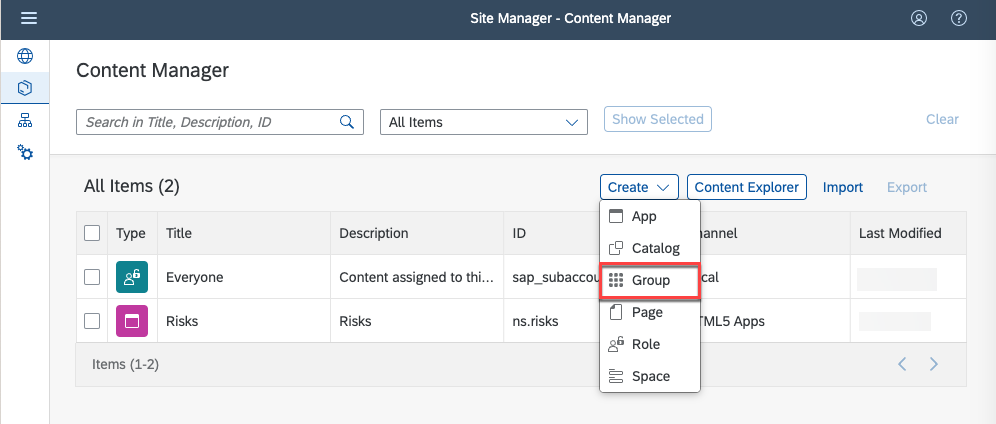 Site Manager - Content Manager
Content Manager
Search in Title, Description, ID
All Items
Show Selected
Clear
All Items (2)
Create
Content Explorer
Import
Export
Type
Title
Description
ID
hannel
Last Modified
App
Catalog
Group
Page
Role
Space
Everyone
Content assigned to thi...
sap_subaccou
cal
Risks
Risks
ns.risks
TML5 Apps
Items (1-2)